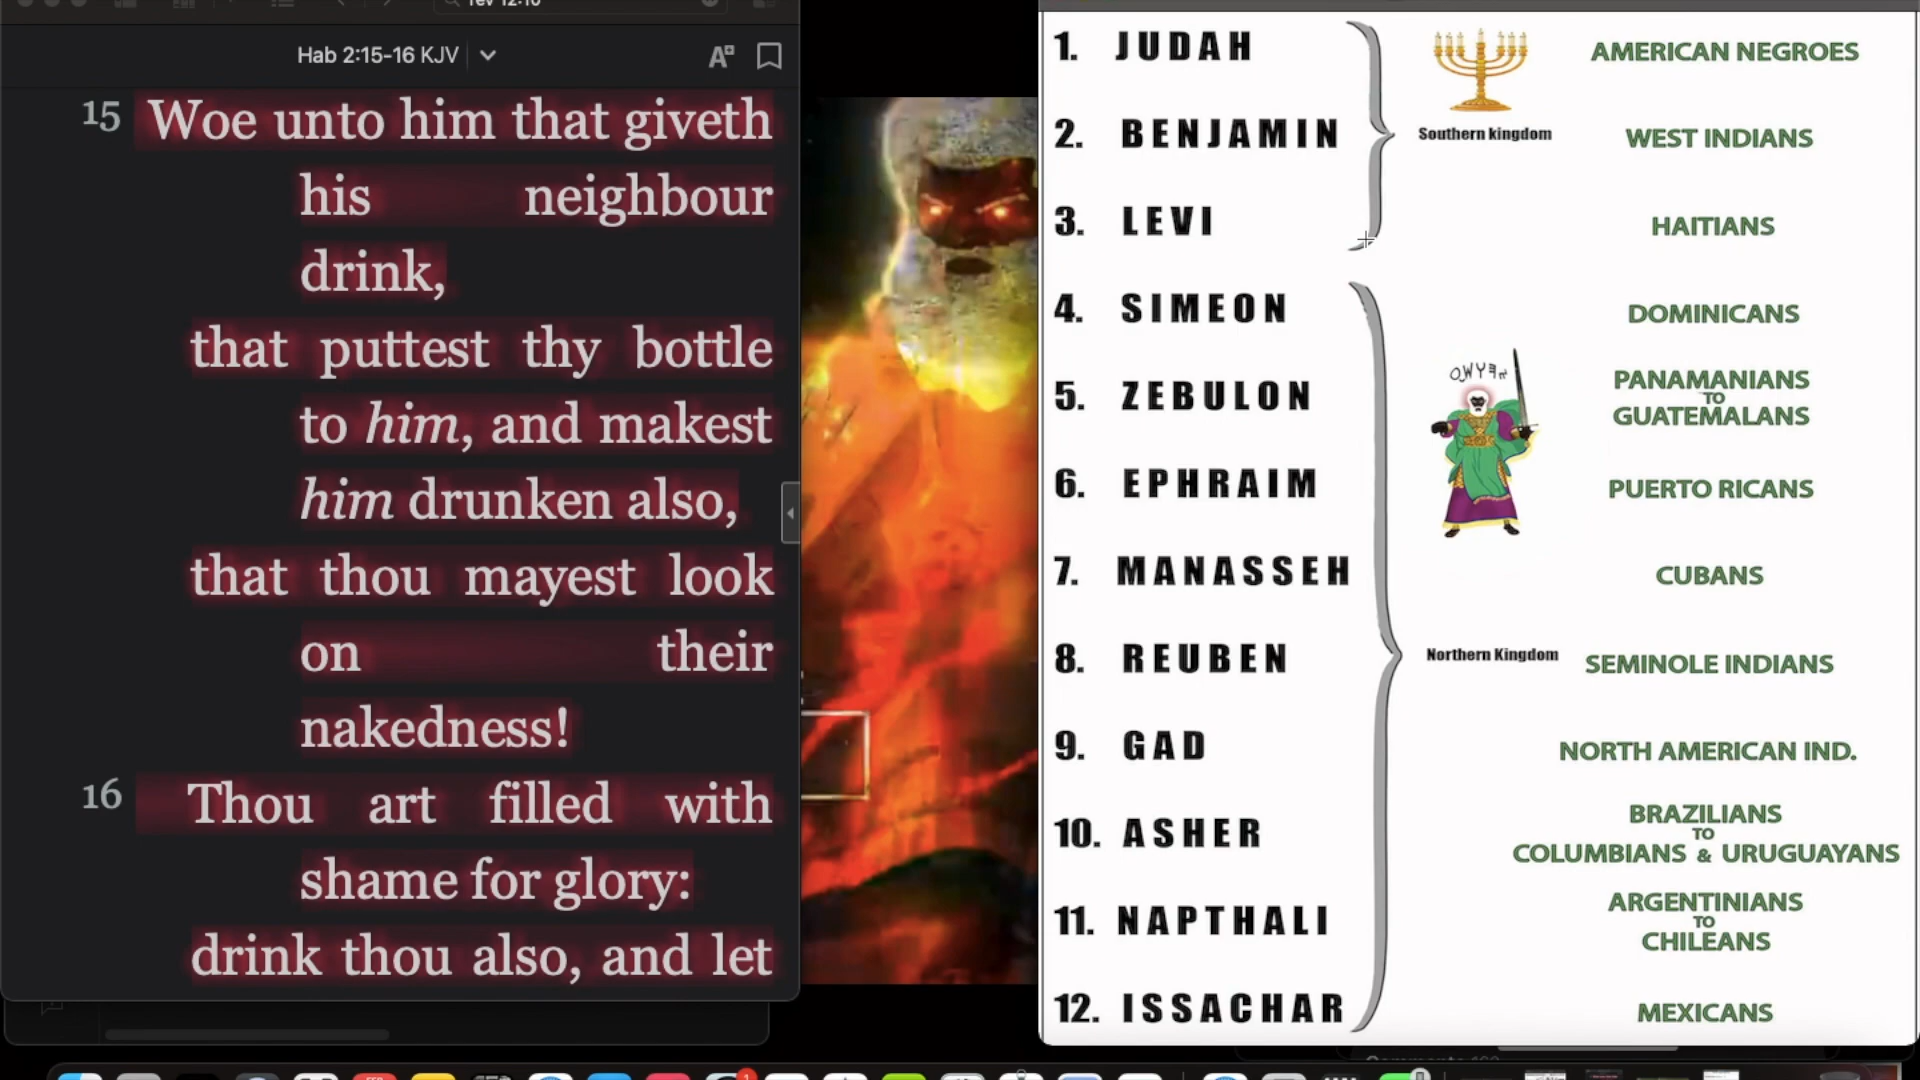 Hab 2:15-16 KJV
15 Woe unto him that giveth
his neighbour
drink,
that puttest thy bottle
to him, and makest
him drunken also,
that thou mayest look
on their
nakedness!
16 Thou art filled with
shame for glory:
drink thou also, and let
1. JUDAH
AMERICAN NEGROES
2. BENJAMIN
Southern kingdom
WEST INDIANS
3. LEVI
HAITIANS
4. SIMEON
DOMINICANS
5. ZEBULON
PANAMANIANS
TO
GUATEMALANS
6. EPHRAIM
PUERTO RICANS
7. MANASSEH
CUBANS
8. REUBEN
Northern Kingdom
SEMINOLE INDIANS
9. GAD
NORTH AMERICAN IND.
10. ASHER
BRAZILIANS
TO
COLUMBIANS & URUGUAYANS
11. NAPTHALI
ARGENTINIANS
TO
CHILEANS
12. ISSACHAR
MEXICANS